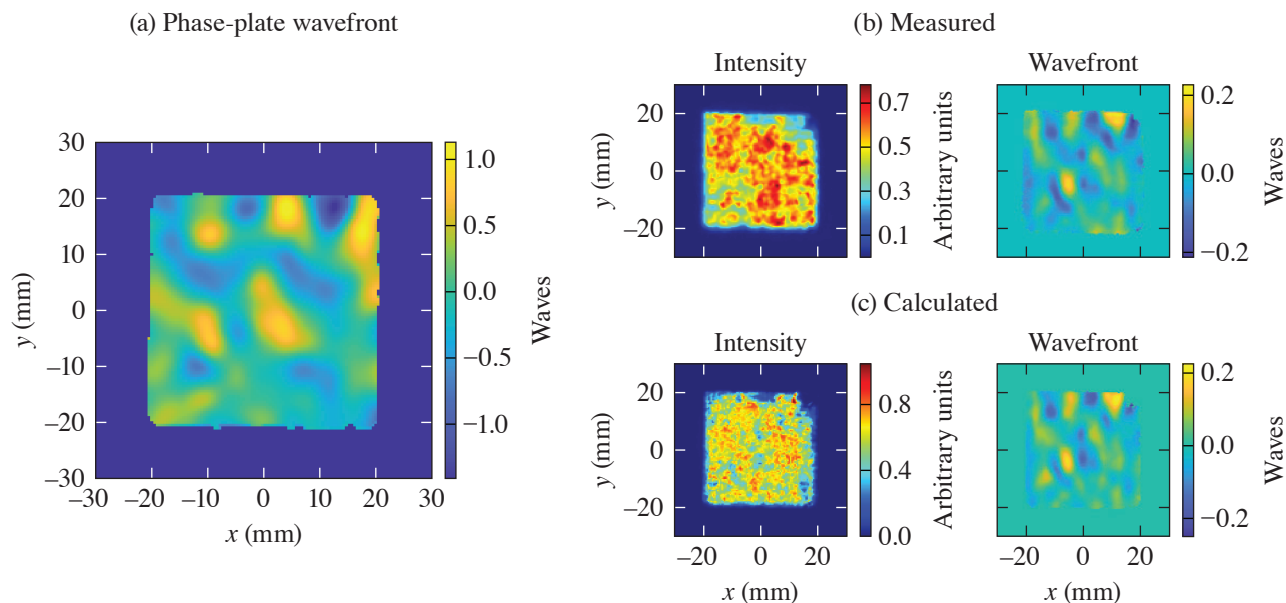 (a) Phase-plate wavefront
30
20
10
0
–10
–20
–30
y (mm)
–30 –20 –10 0 10 20 30
x (mm)
1.0
0.5
0.0
–0.5
–1.0
Waves
(b) Measured
Intensity
20
0
–20
y (mm)
0.7
0.5
0.3
0.1
Arbitrary units
Wavefront
0.2
0.0
–0.2
Waves
(c) Calculated
Intensity
20
0
–20
y (mm)
–20 0 20
x (mm)
0.8
0.4
0.0
Arbitrary units
Wavefront
–20 0 20
x (mm)
0.2
0.0
–0.2
Waves